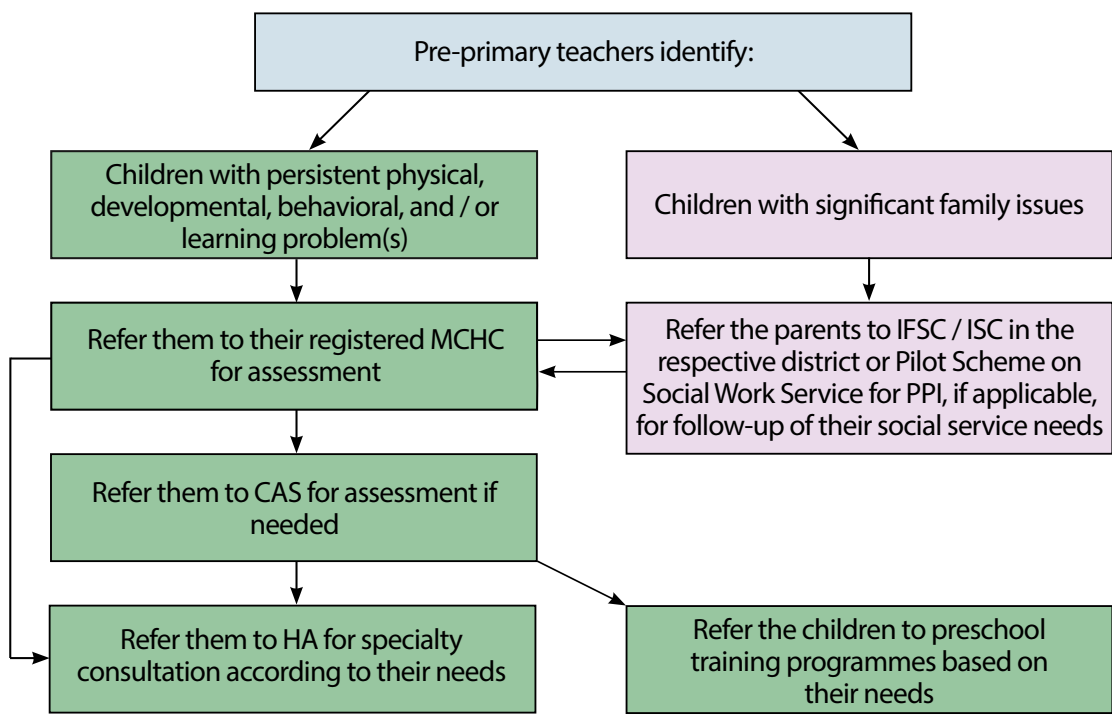 Pre-primary teachers identify:
Children with persistent physical,
developmental, behavioral, and / or
learning problem(s)
Children with significant family issues
Refer them to their registered MCHC
for assessment
Refer the parents to IFSC / ISC in the
respective district or Pilot Scheme on
Social Work Service for PPI, if applicable,
for follow-up of their social service needs
Refer them to CAS for assessment if
needed
Refer them to HA for specialty
consultation according to their needs
Refer the children to preschool
training programmes based on
their needs